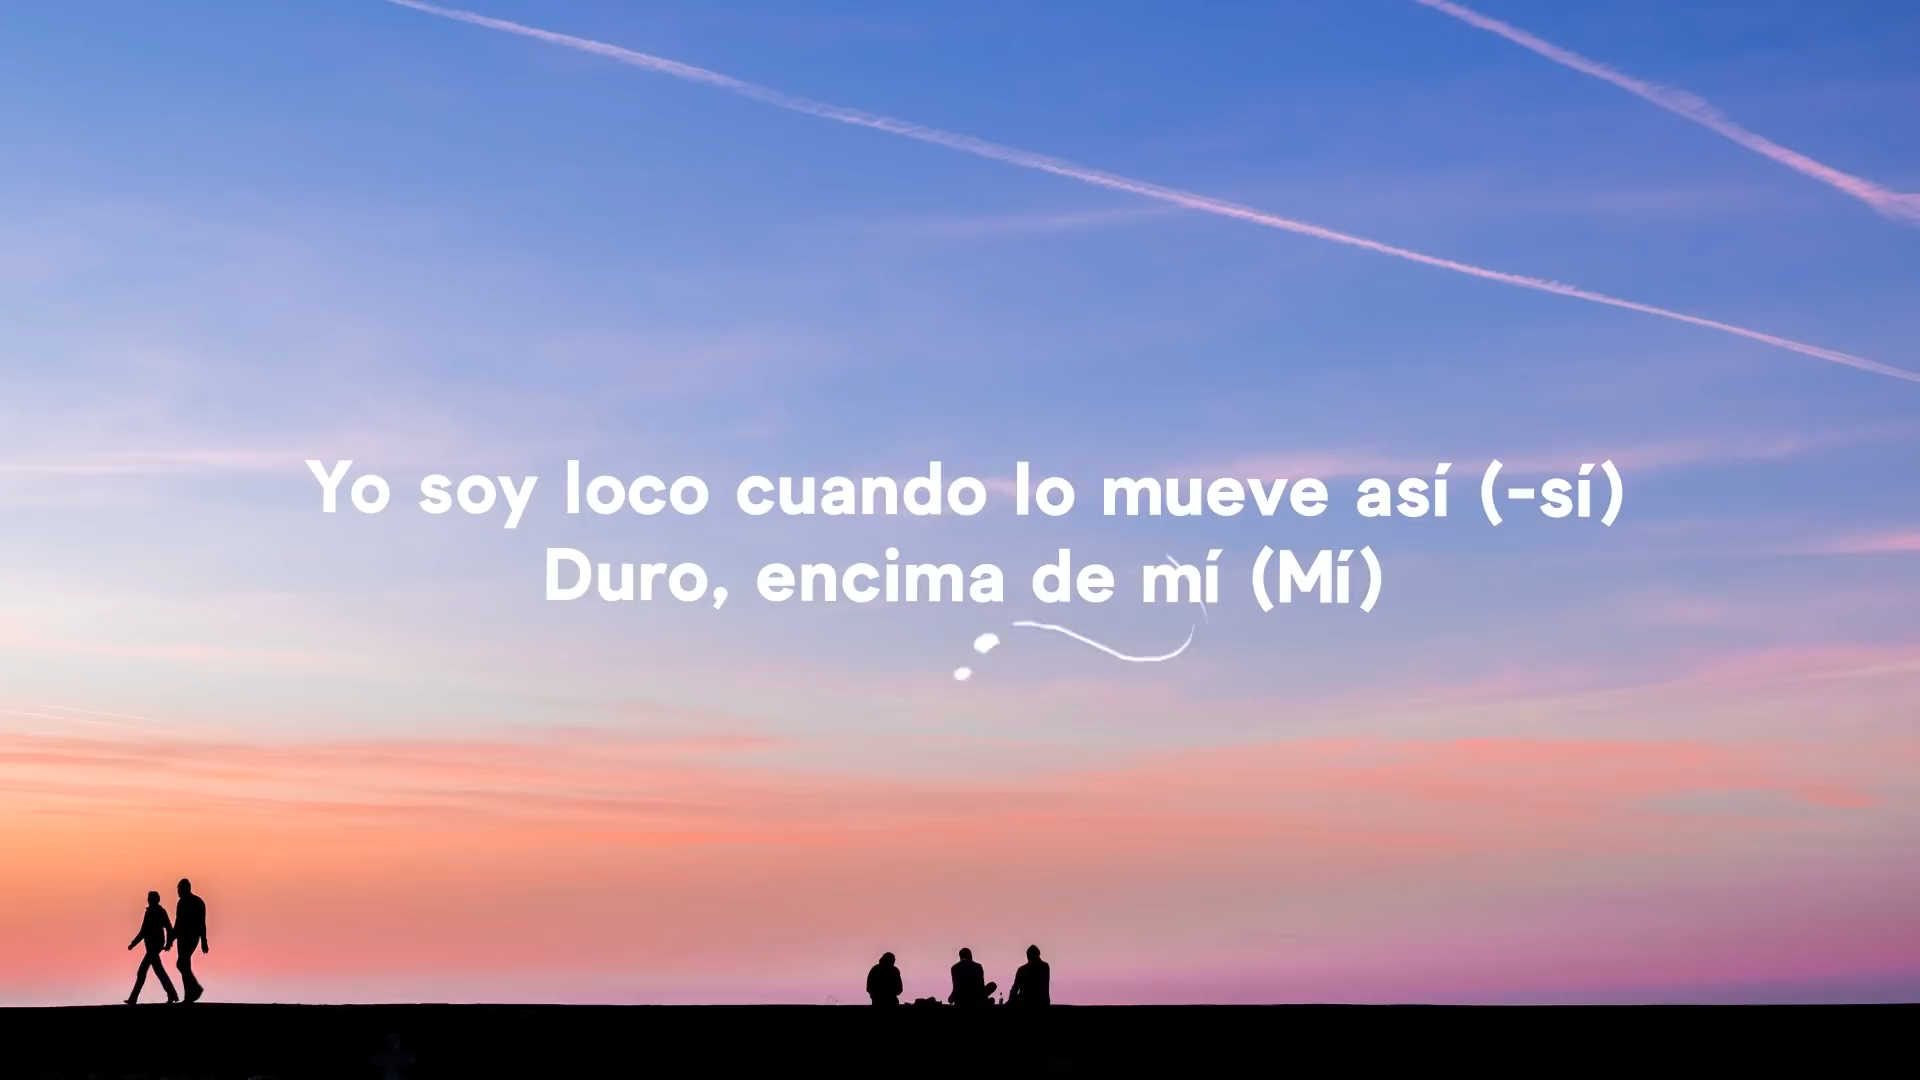 Yo soy loco cuando lo mueve así (-sí)
Duro, encima de mí (Mí)